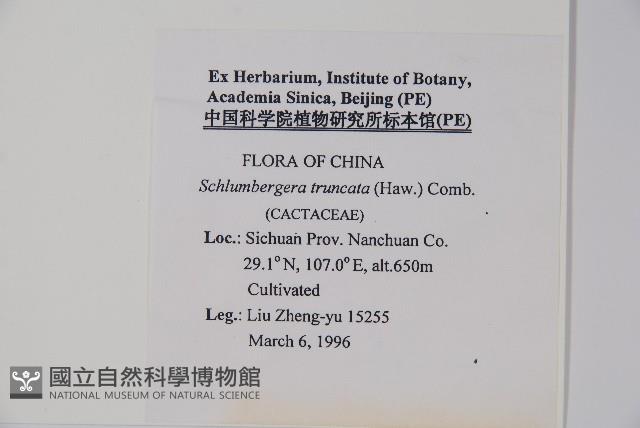 Ex Herbarium, Institute of Botany,
Academia Sinica, Beijing (PE)
中国科学院植物研究所标本馆(PE)
FLORA OF CHINA
Schlumbergera truncata (Haw.) Comb.
(CACTACEAE)
Loc.: Sichuan Prov. Nanchuan Co.
29.1°N, 107.0°E, alt.650m
Cultivated
Leg.: Liu Zheng-yu 15255
March 6, 1996
國立自然科學博物館
NATIONAL MUSEUM OF NATURAL SCIENCE